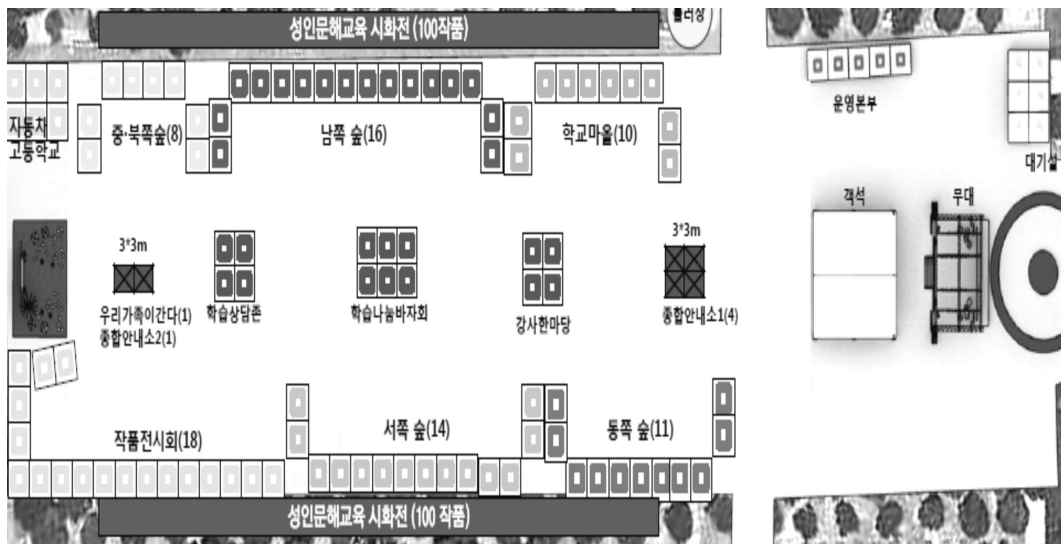 성인문해교육 시화전 (100작품)
자동차
고등학교
중·북쪽숲(8)
남쪽 숲(16)
학교마을(10)
운영본부
대기실
객석
무대
3*3m
우리가족이간다(1)
종합안내소2(1)
학습상담존
학습나눔바자회
강사한마당
3*3m
종합안내소1(4)
작품전시회(18)
서쪽 숲(14)
동쪽 숲(11)
성인문해교육 시화전 (100 작품)